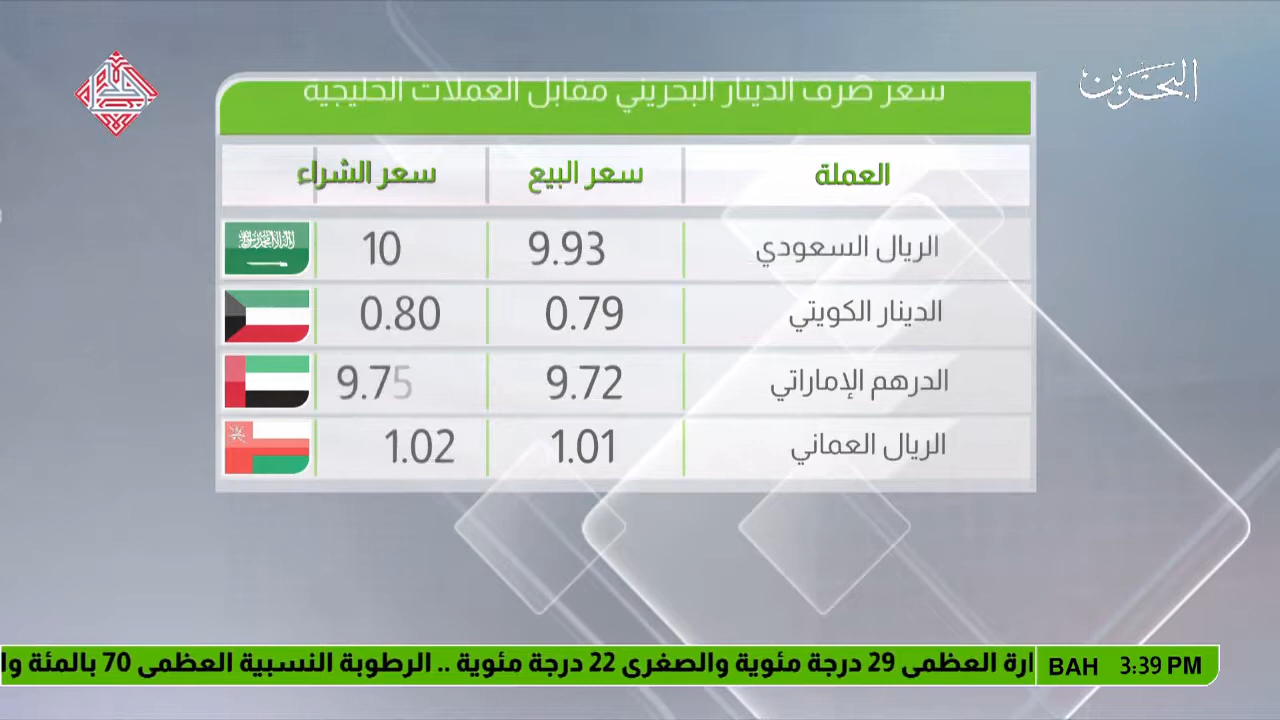 البحرين
سعر صرف الدينار البحريني مقابل العملات الخليجية
العملة سعر البيع سعر الشراء
الريال السعودي 9.93 10
الدينار الكويتي 0.79 0.80
الدرهم الإماراتي 9.72 9.75
الريال العماني 1.01 1.02
BAH 3:39 PM
ارة العظمى 29 درجة مئوية والصغرى 22 درجة مئوية .. الرطوبة النسبية العظمى 70 بالمئة وا